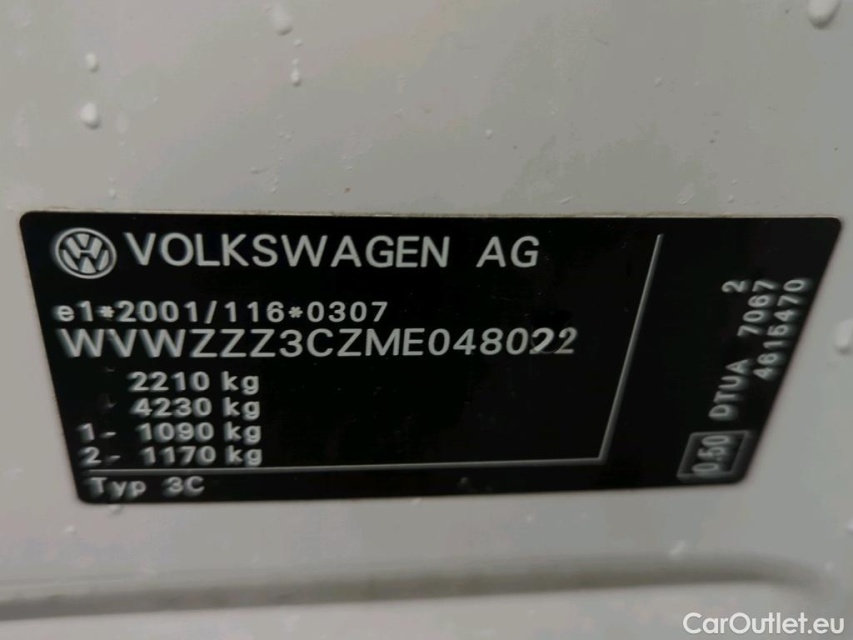 VOLKSWAGEN AG
e1*2001/116*0307
WVWZZZ3CZME048022
2210 kg
4230 kg
1- 1090 kg
2- 1170 kg
Typ 3C
2
DTUA 7067
4815470
0.50
CarOutlet.eu